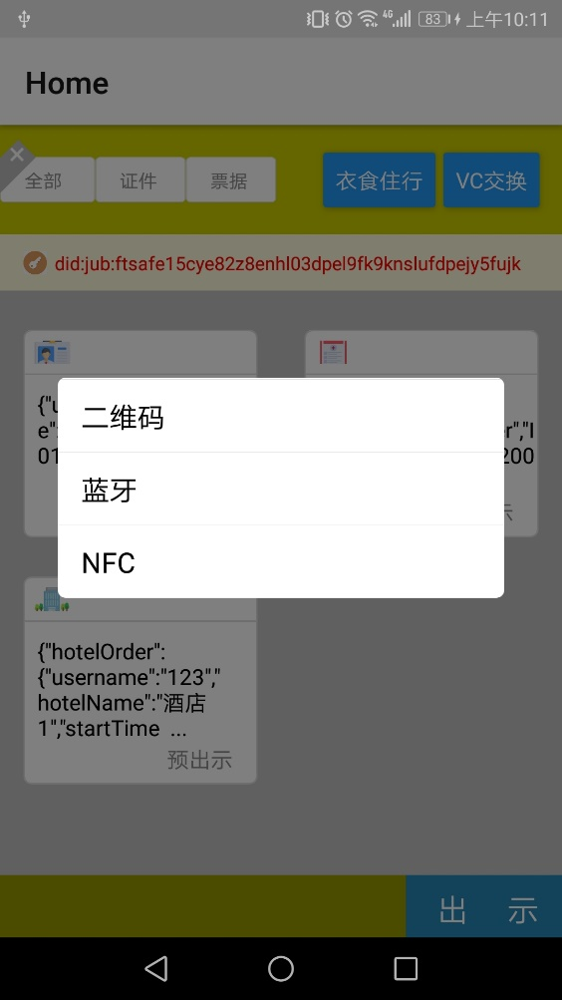 4G 83 上午10:11
Home
全部 证件 票据 衣食住行 VC交换
did:jub:ftsafe15cye82z8enhl03dpel9fk9knslufdpejy5fujk
{"u
e":
01
r","I
200
示
二维码
蓝牙
NFC
{"hotelOrder":
{"username":"123","
hotelName":"酒店
1","startTime ...
预出示
出 示